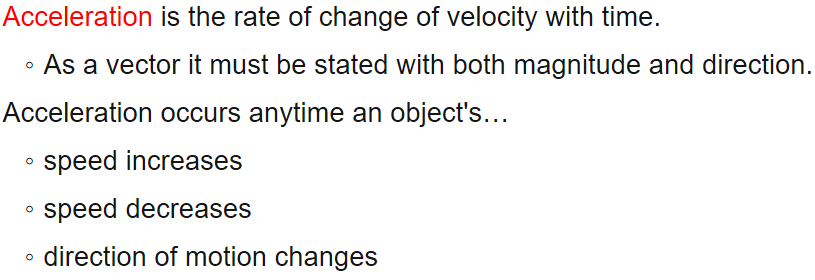 Acceleration is the rate of change of velocity with time.
◦ As a vector it must be stated with both magnitude and direction.
Acceleration occurs anytime an object's…
◦ speed increases
◦ speed decreases
◦ direction of motion changes